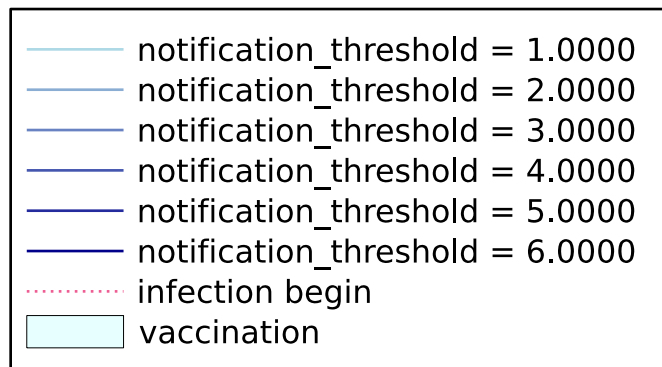 notification_threshold = 1.0000
notification_threshold = 2.0000
notification_threshold = 3.0000
notification_threshold = 4.0000
notification_threshold = 5.0000
notification_threshold = 6.0000
infection begin
vaccination